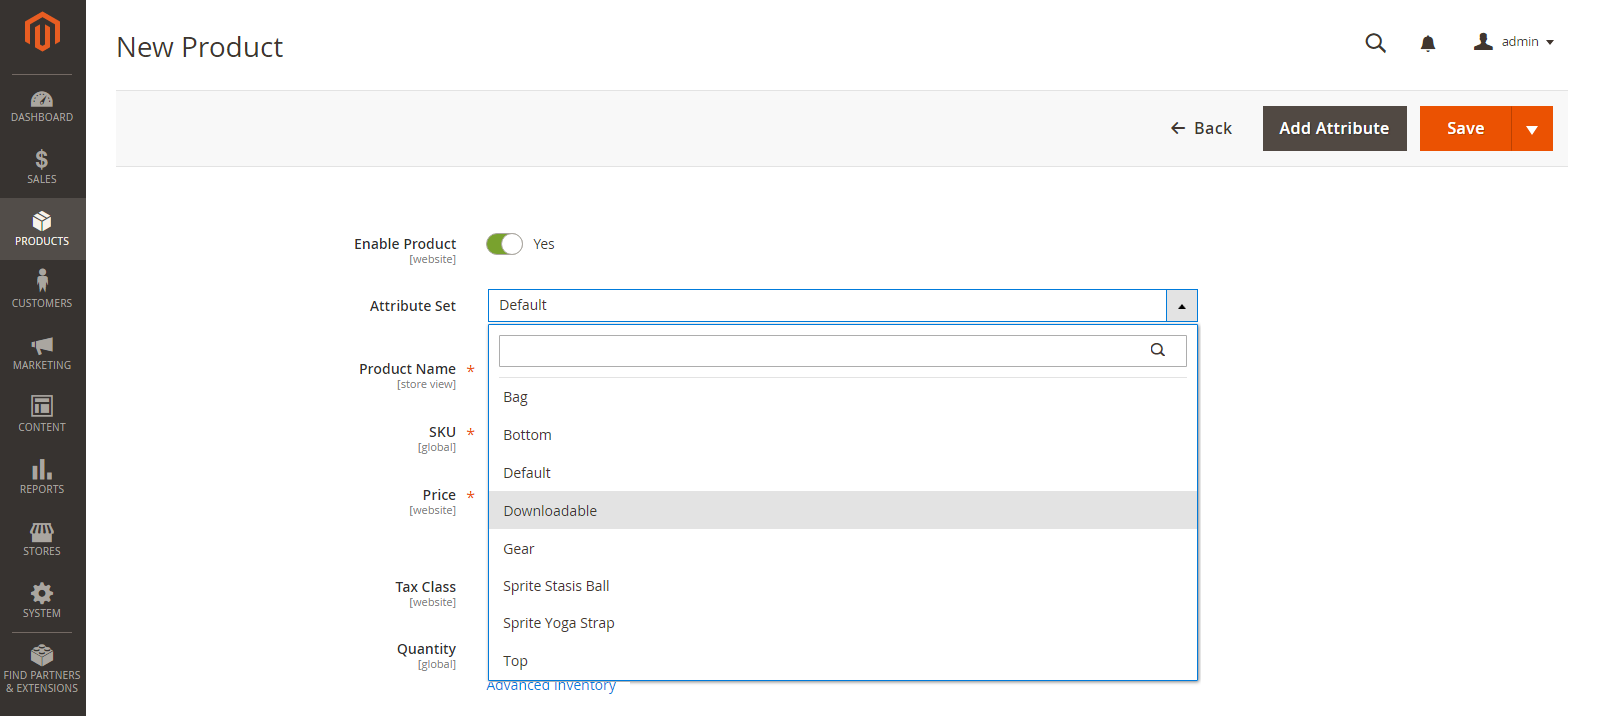 New Product
admin
DASHBOARD
SALES
PRODUCTS
CUSTOMERS
MARKETING
CONTENT
REPORTS
STORES
SYSTEM
FIND PARTNERS
& EXTENSIONS
Back
Add Attribute
Save
Enable Product
[website]
Yes
Attribute Set
Default
Product Name *
[store view]
SKU *
[global]
Price *
[website]
Tax Class
[website]
Quantity
[global]
Bag
Bottom
Default
Downloadable
Gear
Sprite Stasis Ball
Sprite Yoga Strap
Top
Advanced Inventory